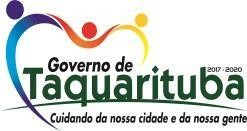 Governo de
2017 - 2020
Taquarituba
Cuidando da nossa cidade e da nossa gente